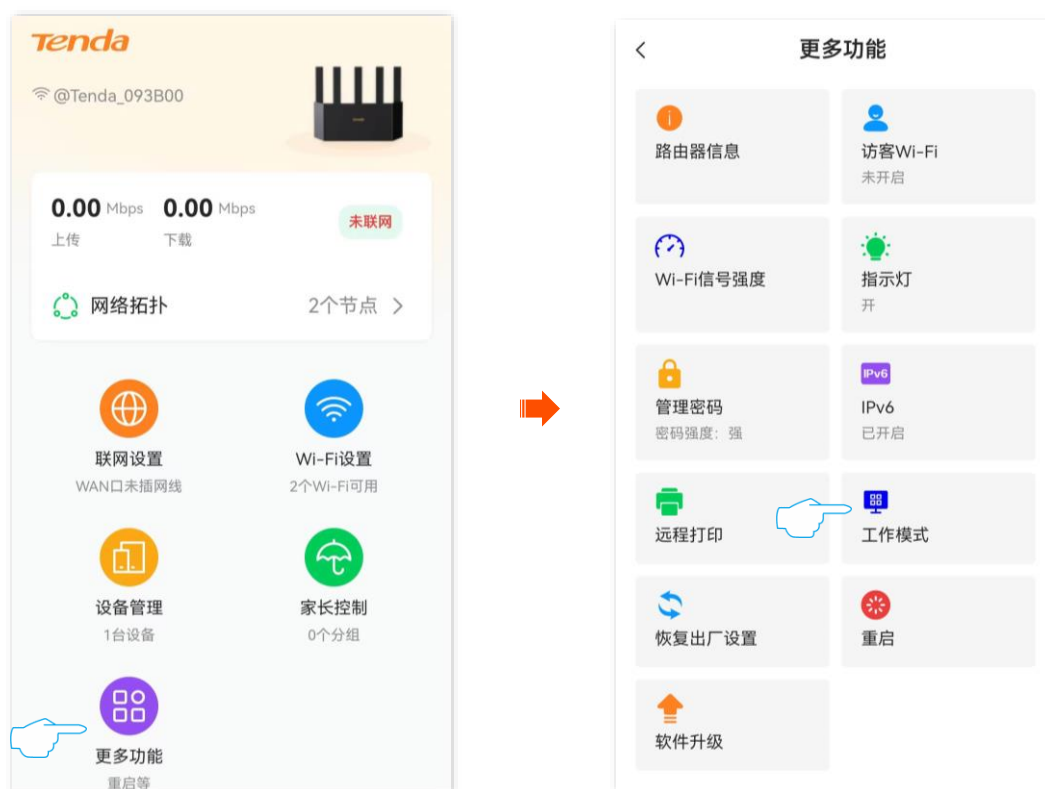 Tenda
@Tenda_093B00
0.00 Mbps 0.00 Mbps
上传 下载
未联网
网络拓扑 2个节点
联网设置 Wi-Fi设置
WAN口未插网线 2个Wi-Fi可用
设备管理 家长控制
1台设备 0个分组
更多功能
重启等
更多功能
路由器信息 访客Wi-Fi
未开启
Wi-Fi信号强度 指示灯
开
IPv6
管理密码 IPv6
密码强度：强 已开启
远程打印 工作模式
恢复出厂设置 重启
软件升级